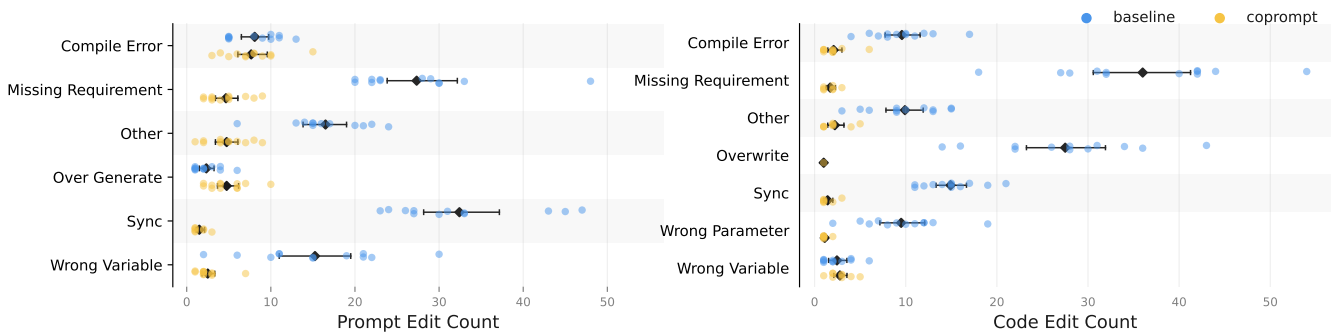 baseline coprompt
Compile Error
Missing Requirement
Other
Over Generate
Sync
Wrong Variable
0 10 20 30 40 50
Prompt Edit Count
Compile Error
Missing Requirement
Other
Overwrite
Sync
Wrong Parameter
Wrong Variable
0 10 20 30 40 50
Code Edit Count